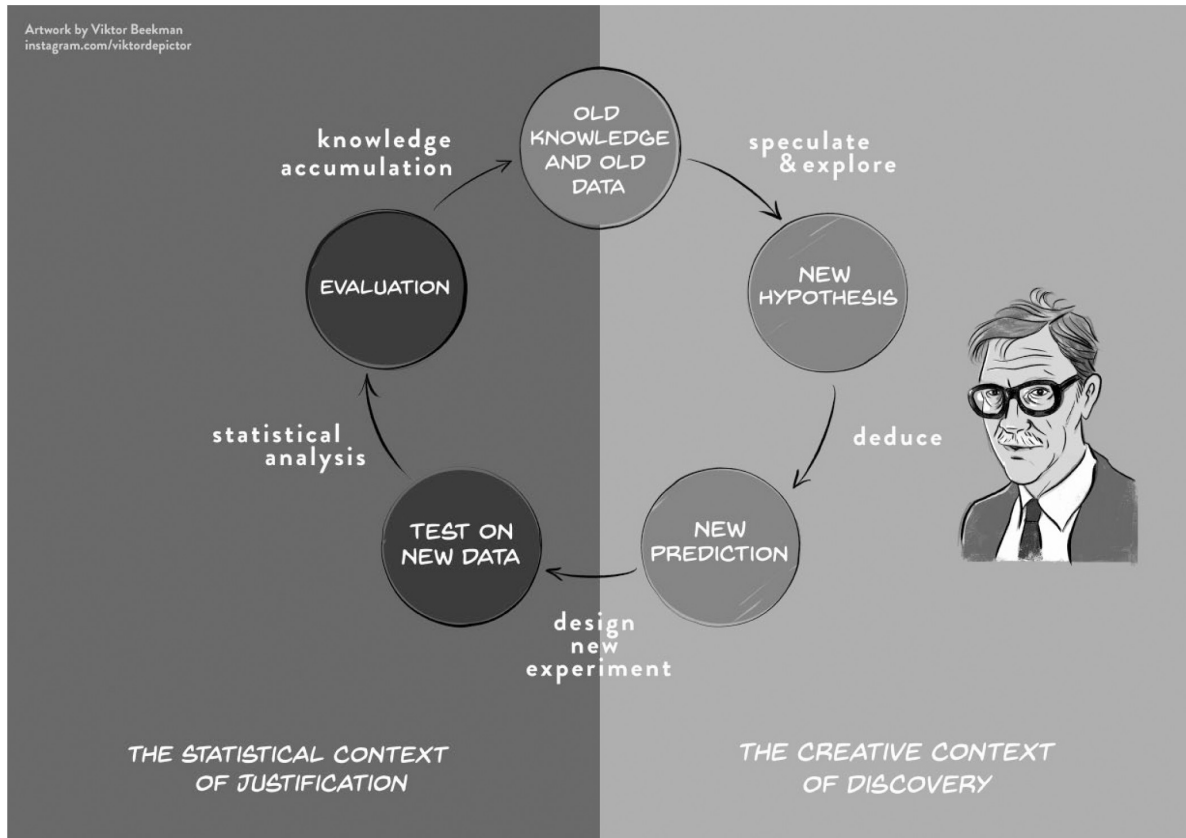 Artwork by Viktor Beekman
instagram.com/viktordepictor
OLD
KNOWLEDGE
AND OLD
DATA
speculate
& explore
NEW
HYPOTHESIS
deduce
NEW
PREDICTION
design
new
experiment
TEST ON
NEW DATA
statistical
analysis
EVALUATION
knowledge
accumulation
THE STATISTICAL CONTEXT
OF JUSTIFICATION
THE CREATIVE CONTEXT
OF DISCOVERY